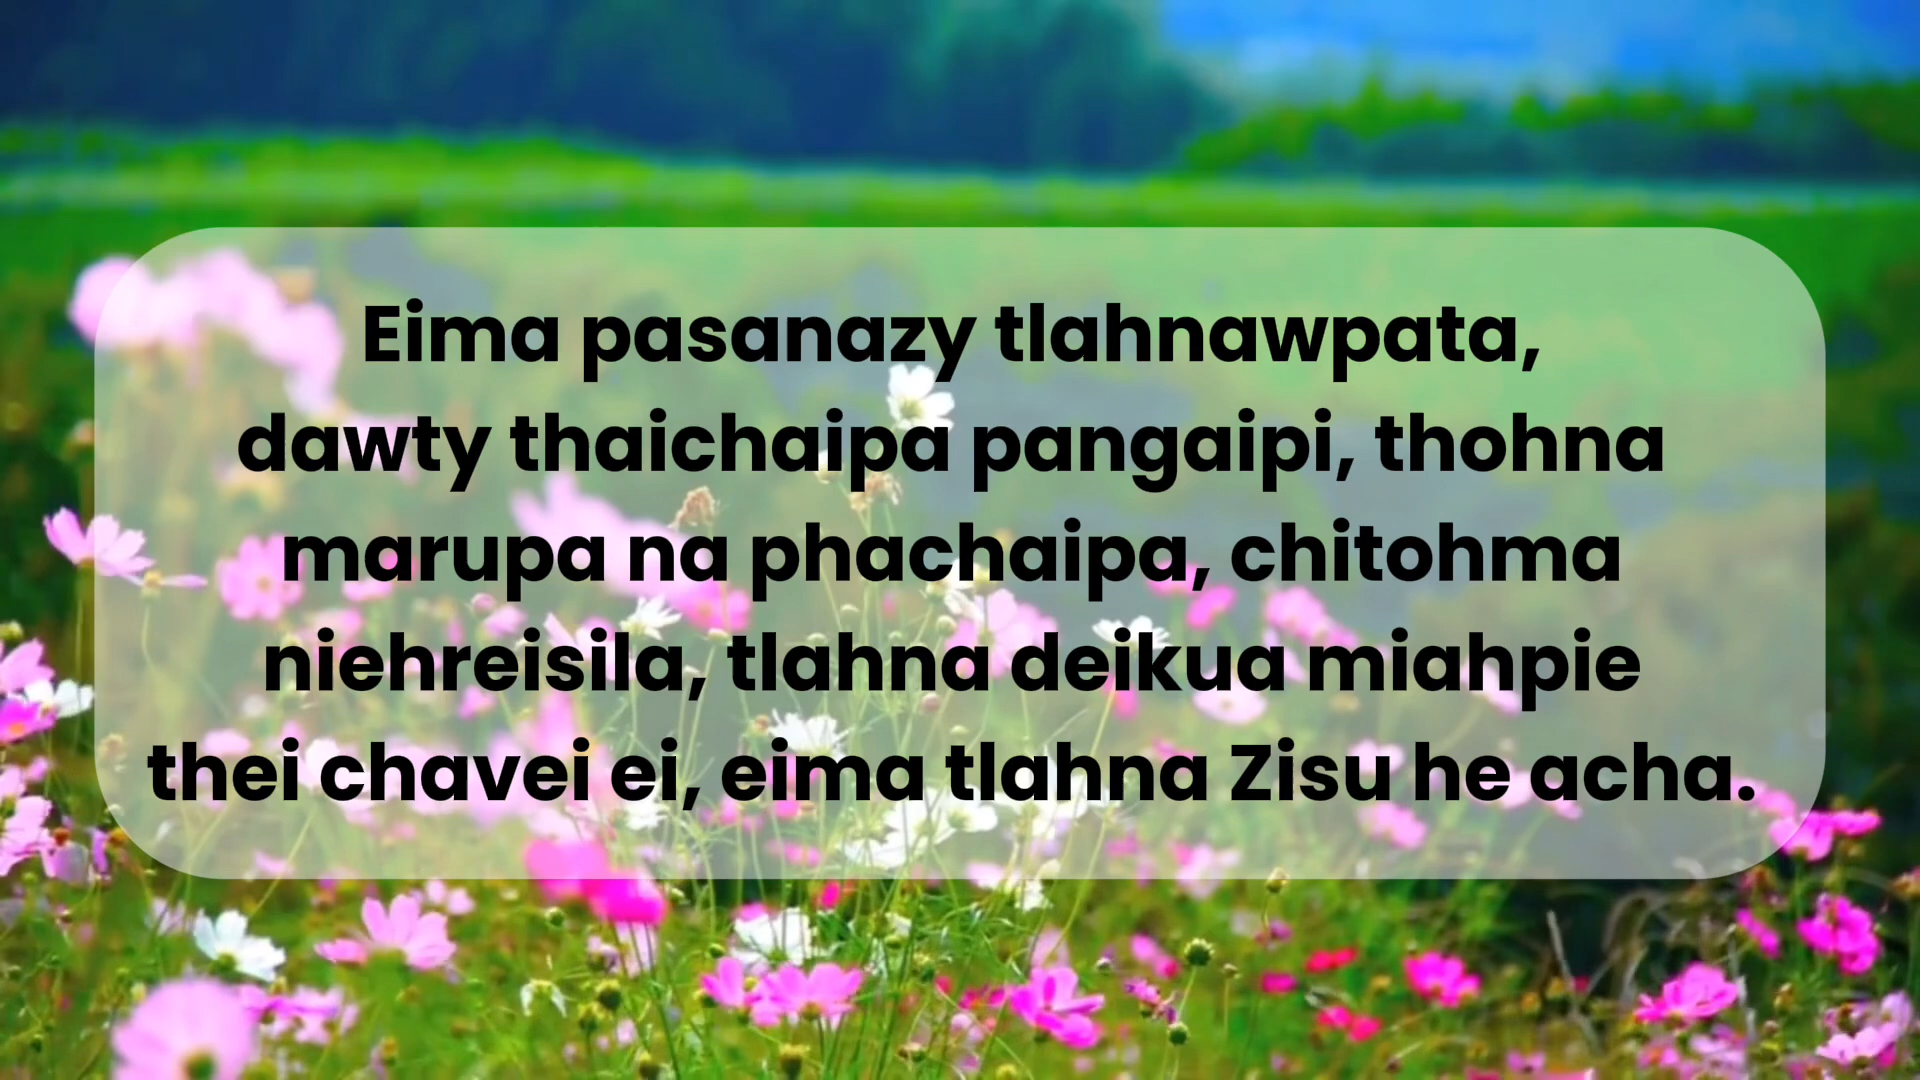 Eima pasanazy tlahnawpata,
dawty thaichaipa pangaipi, thohna
marupa na phachaipa, chitohma
niehreisila, tlahna deikua miahpie
thei chavei ei, eima tlahna Zisu he acha.